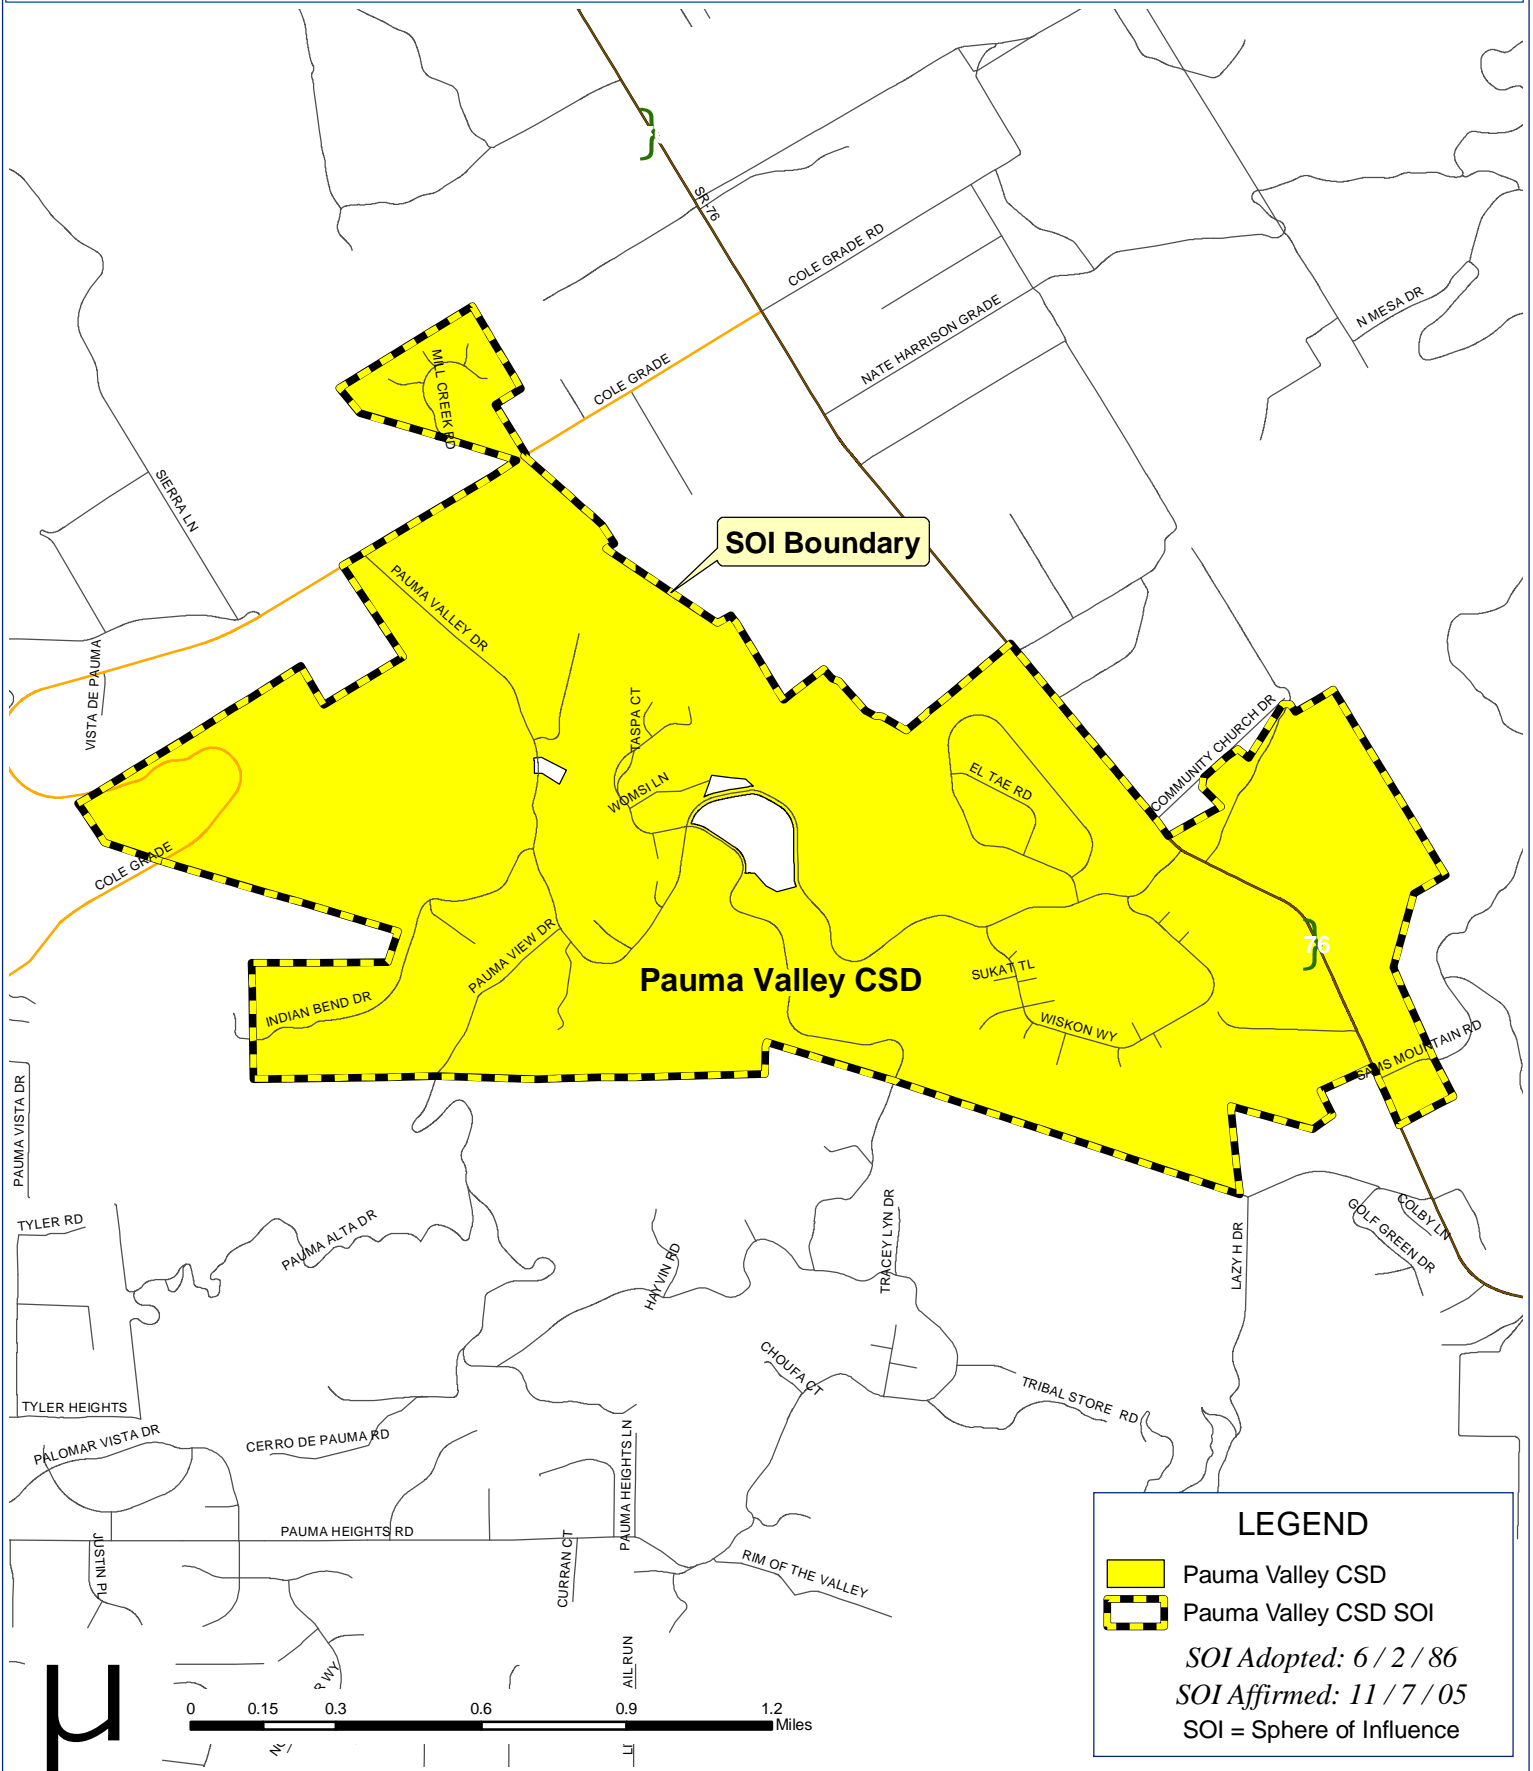 SR-76
COLE GRADE RD
N MESA DR
NATE HARRISON GRADE
COLE GRADE
MILL CREEK RD
SIERRA LN
SOI Boundary
PAUMA VALLEY DR
VISTA DE PAUMA
TASPA CT
COMMUNITY CHURCH DR
EL TAE RD
WOMSI LN
COLE GRADE
PAUMA VIEW DR
76
SUKAT TL
Pauma Valley CSD
INDIAN BEND DR
WISKON WY
SAMS MOUNTAIN RD
PAUMA VISTA DR
TYLER RD
PAUMA ALTA DR
TRACEY LYN DR
COLBY LN
GOLF GREEN DR
LAZY H DR
HAYVIN RD
CHOUFA CT
TRIBAL STORE RD
TYLER HEIGHTS
PALOMAR VISTA DR
CERRO DE PAUMA RD
PAUMA HEIGHTS LN
PAUMA HEIGHTS RD
JUSTIN PL
CURRAN CT
RIM OF THE VALLEY
AIL RUN
R WY
LEGEND
Pauma Valley CSD
Pauma Valley CSD SOI
SOI Adopted: 6 / 2 / 86
SOI Affirmed: 11 / 7 / 05
SOI = Sphere of Influence
µ
0 0.15 0.3 0.6 0.9 1.2
Miles